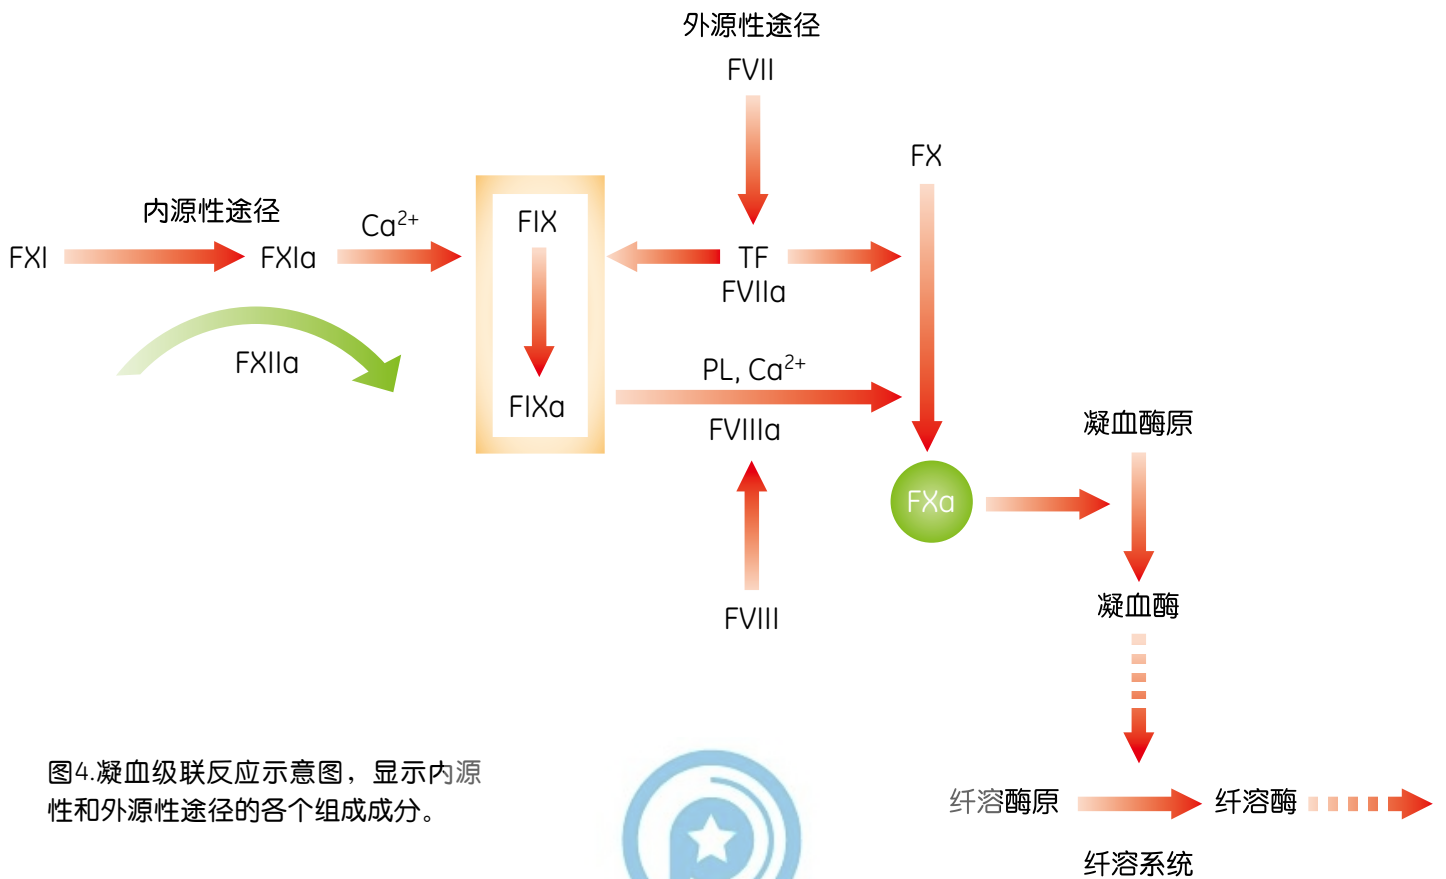 外源性途径
FVII
FX
内源性途径
Ca²⁺
FIX
FXI
FXIa
TF
FVIIa
FXIIa
PL, Ca²⁺
FIXa
FVIIIa
凝血酶原
FXa
凝血酶
FVIII
图4.凝血级联反应示意图，显示内源
性和外源性途径的各个组成成分。
纤溶酶原
纤溶酶
纤溶系统